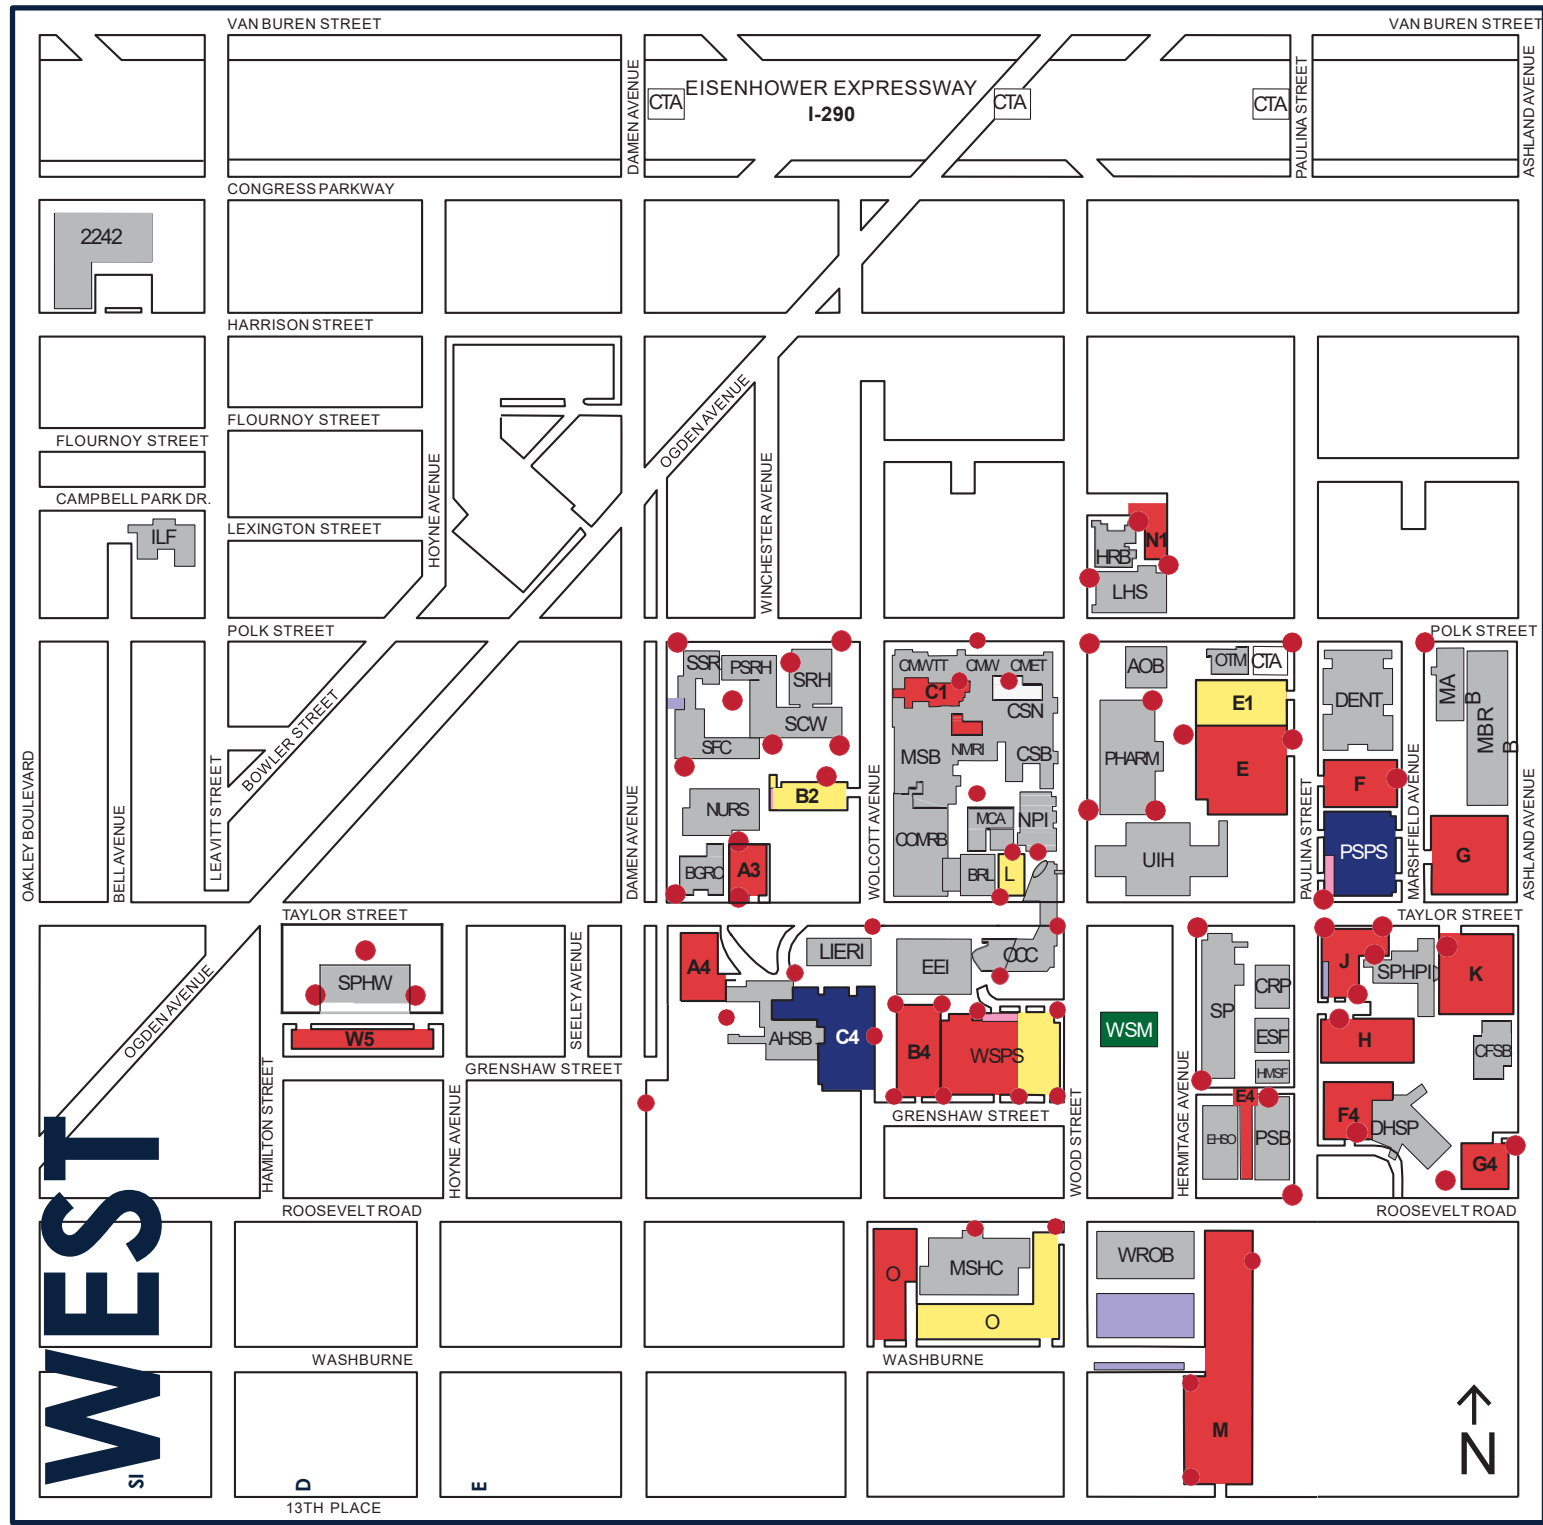 VAN BUREN STREET
VAN BUREN STREET
DAMEN AVENUE
CTA
EISENHOWER EXPRESSWAY
I-290
CTA
CTA
PAULINA STREET
ASHLAND AVENUE
CONGRESS PARKWAY
2242
HARRISON STREET
FLOURNOY STREET
FLOURNOY STREET
OGDEN AVENUE
HOYNE AVENUE
WINCHESTER AVENUE
CAMPBELL PARK DR.
LEXINGTON STREET
ILF
N1
HRB
LHS
POLK STREET
POLK STREET
SSR
PSRH
SRH
SCW
SFC
CMWTT
CMW
CMET
C1
CSN
MSB
NMRI
CSB
AOB
OTM
CTA
E1
PHARM
E
DENT
MA
B
MBR
B
F
BOWLER STREET
LEAVITT STREET
OAKLEY BOULEVARD
BELL AVENUE
DAMEN AVENUE
NURS
B2
WOLCOTT AVENUE
COMRB
MCA
NPI
BGRC
A3
BRL
L
UIH
PAULINA STREET
PSPS
MARSHFIELD AVENUE
G
ASHLAND AVENUE
TAYLOR STREET
TAYLOR STREET
OGDEN AVENUE
SPHW
W5
SEELEY AVENUE
A4
LIERI
EEI
OCC
AHSB
C4
B4
WSPS
WSM
SP
CRP
ESF
HMSF
J
SPHPI
K
H
CFSB
GRENSHAW STREET
GRENSHAW STREET
HAMILTON STREET
HOYNE AVENUE
WOOD STREET
HERMITAGE AVENUE
E4
EHSO
PSB
F4
DHSP
G4
ROOSEVELT ROAD
ROOSEVELT ROAD
O
MSHC
O
WROB
WASHBURNE
WASHBURNE
M
N
WEST
SI
D
E
13TH PLACE